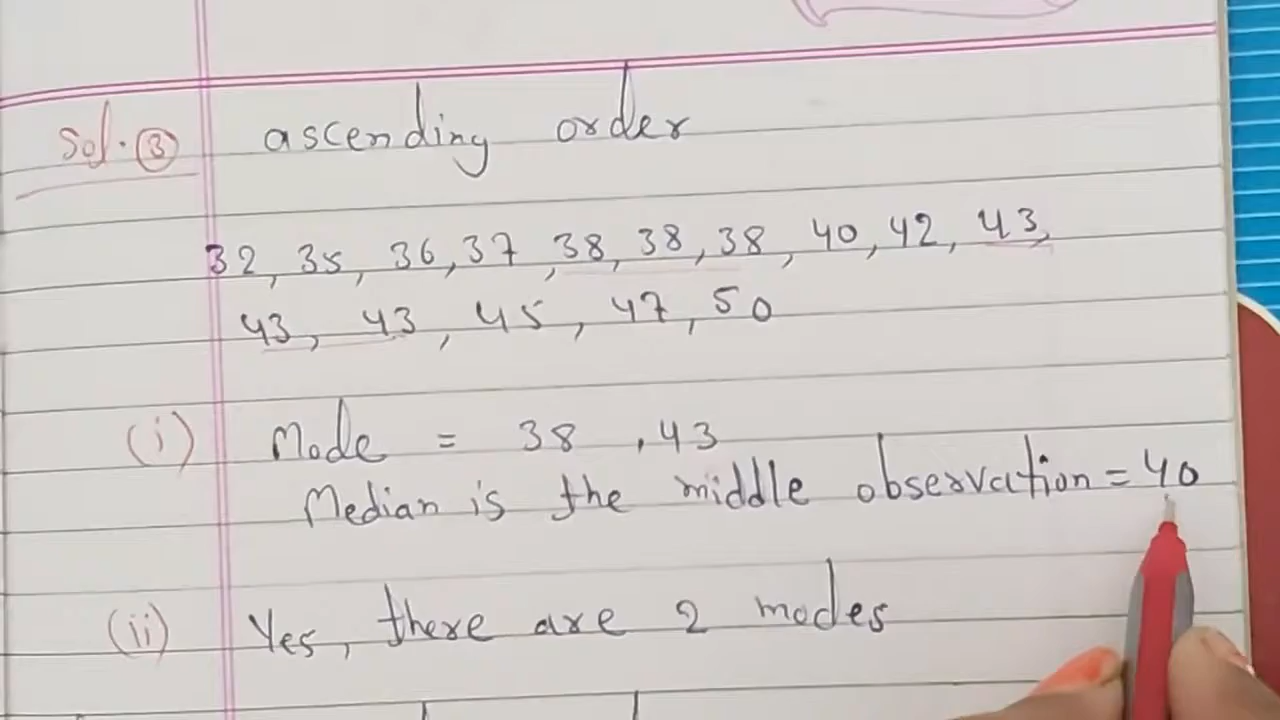 Sol. ③ ascending order
32, 35, 36, 37, 38, 38, 38, 40, 42, 43,
43, 43, 45, 47, 50
(i) Mode = 38, 43
Median is the middle observation = 40
(ii) Yes, there are 2 modes